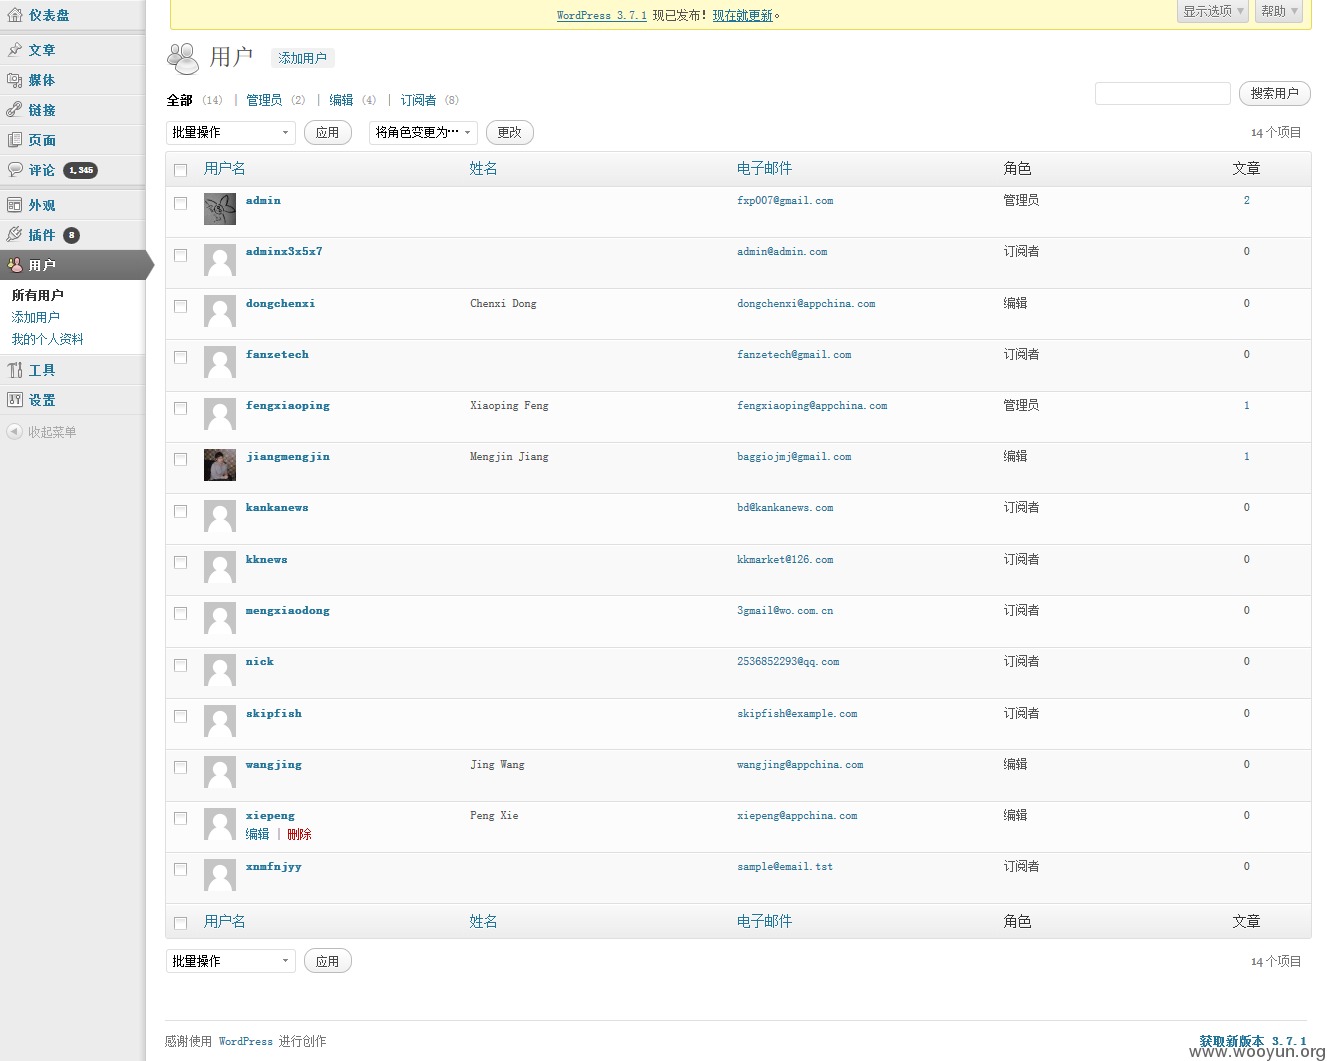 WordPress 3.7.1 现已发布！现在就更新。
显示选项
帮助
仪表盘
文章
媒体
链接
页面
评论 1,345
外观
插件 8
用户
所有用户
添加用户
我的个人资料
工具
设置
收起菜单
用户 添加用户
全部 (14) | 管理员 (2) | 编辑 (4) | 订阅者 (8)
搜索用户
批量操作 应用 将角色变更为… 更改 14 个项目
用户名 姓名 电子邮件 角色 文章
admin fxp007@gmail.com 管理员 2
adminx3x5x7 admin@admin.com 订阅者 0
dongchenxi Chenxi Dong dongchenxi@appchina.com 编辑 0
fanzetech fanzetech@gmail.com 订阅者 0
fengxiaoping Xiaoping Feng fengxiaoping@appchina.com 管理员 1
jiangmengjin Mengjin Jiang baggiojmj@gmail.com 编辑 1
kankanews bd@kankanews.com 订阅者 0
kknews kkmarket@126.com 订阅者 0
mengxiaodong 3gmail@wo.com.cn 订阅者 0
nick 2536852293@qq.com 订阅者 0
skipfish skipfish@example.com 订阅者 0
wangjing Jing Wang wangjing@appchina.com 编辑 0
xiepeng Peng Xie xiepeng@appchina.com 编辑 0
编辑 | 删除
xnmfnjyy sample@email.tst 订阅者 0
用户名 姓名 电子邮件 角色 文章
批量操作 应用 14 个项目
感谢使用 WordPress 进行创作
获取新版本 3.7.1
www.wooyun.org